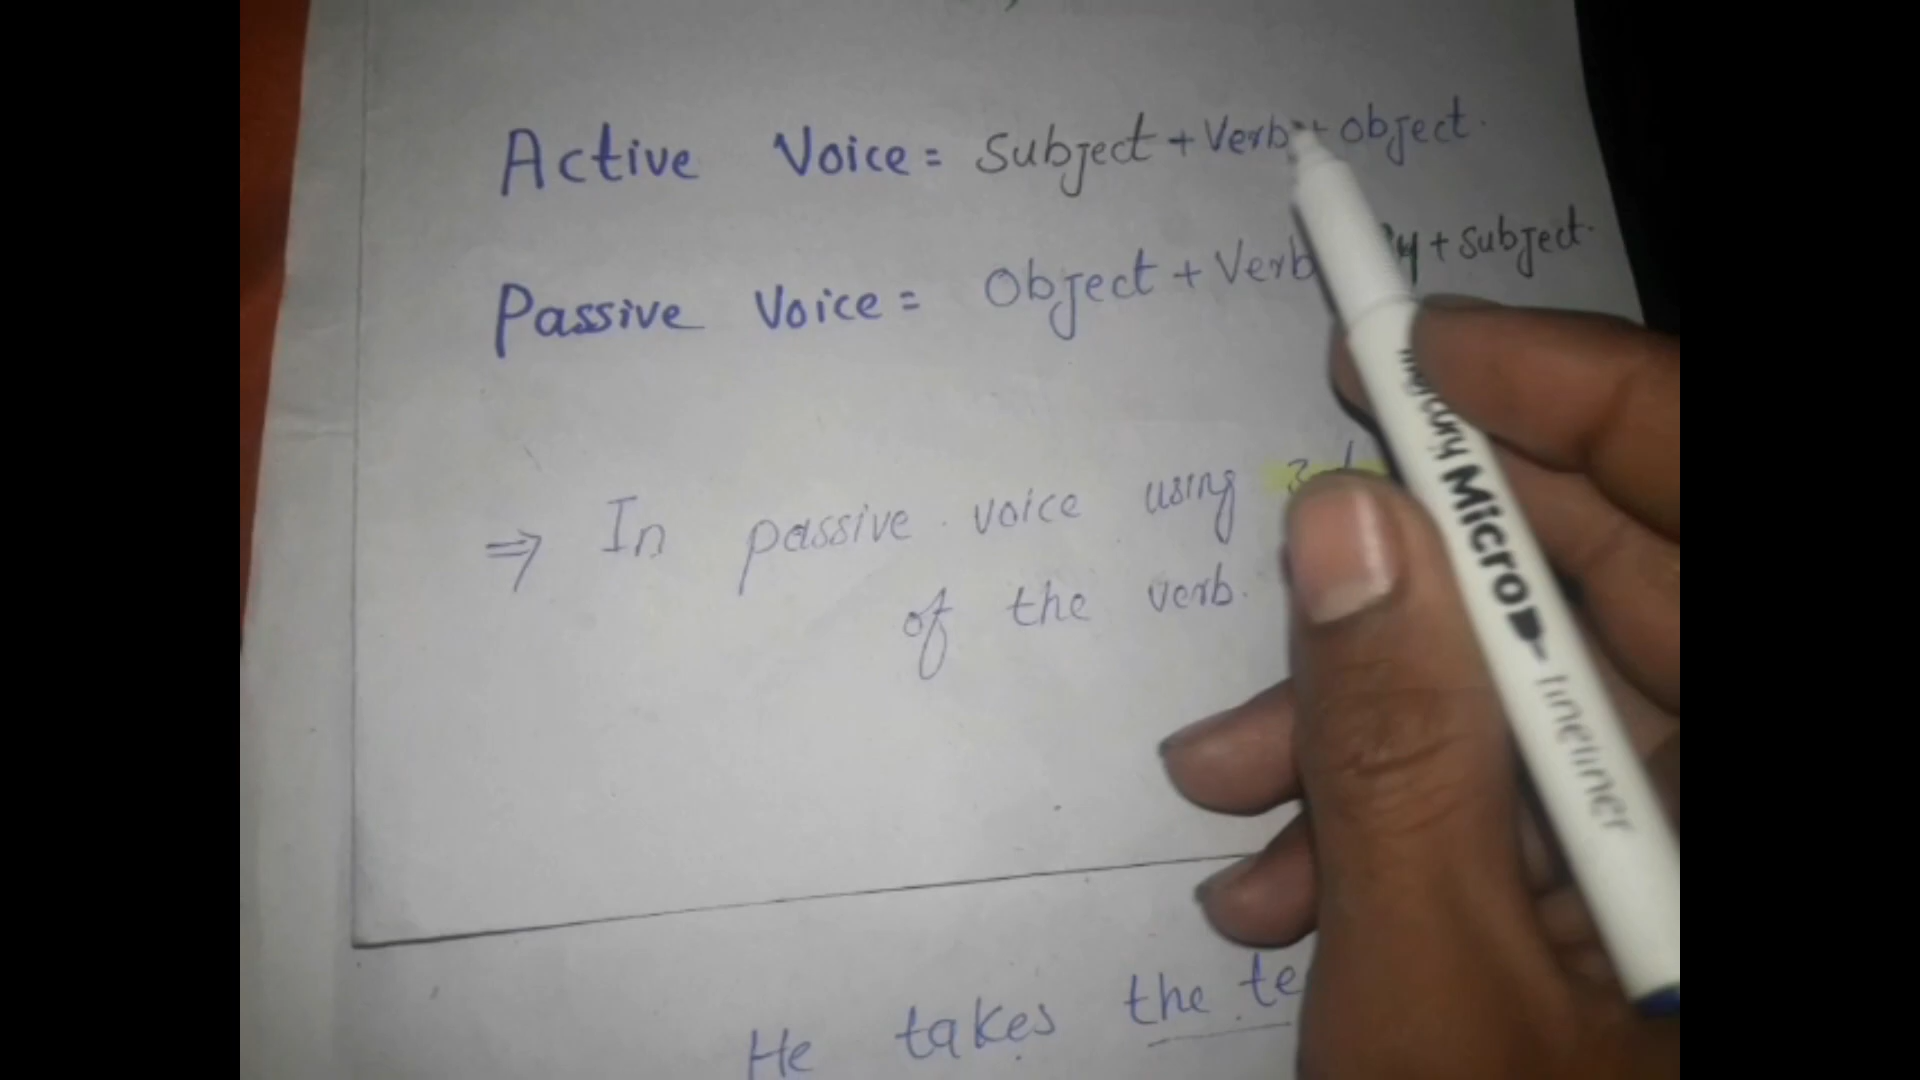 Active Voice = Subject + Verb + object.
Passive Voice = Object + Verb + subject.
⇒ In passive voice using
of the verb.
He takes the
Micro fineliner